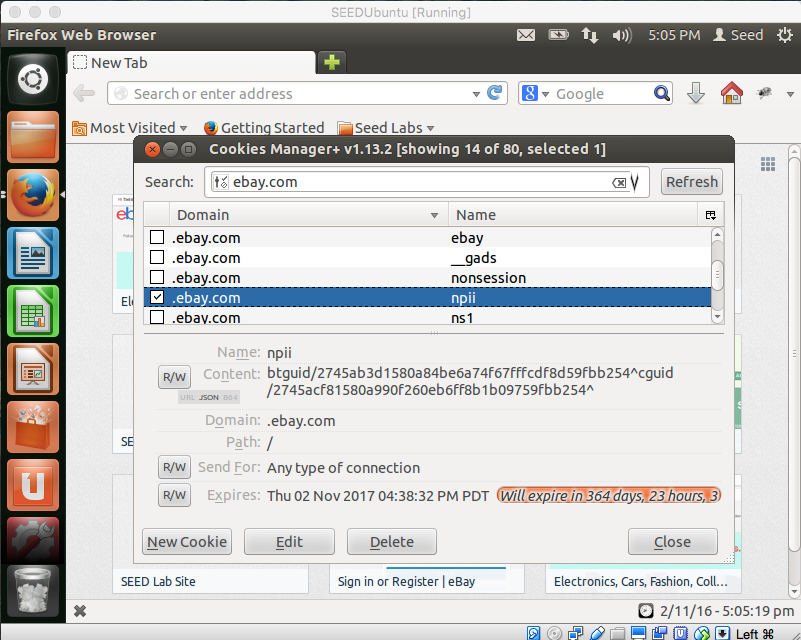 SEEDUbuntu [Running]
Firefox Web Browser
5:05 PM Seed
New Tab
Search or enter address
Google
Most Visited Getting Started Seed Labs
Cookies Manager+ v1.13.2 [showing 14 of 80, selected 1]
Search: ebay.com Refresh
Domain Name
.ebay.com ebay
.ebay.com __gads
.ebay.com nonsession
.ebay.com npii
.ebay.com ns1
Name: npii
R/W Content: btguid/2745ab3d1580a84be6a74f67fffcdf8d59fbb254^cguid
/2745acf81580a990f260eb6ff8b1b09759fbb254^
URL JSON B64
Domain: .ebay.com
Path: /
R/W Send For: Any type of connection
R/W Expires: Thu 02 Nov 2017 04:38:32 PM PDT Will expire in 364 days, 23 hours, 3
New Cookie Edit Delete Close
SEED Lab Site
Sign in or Register | eBay
Electronics, Cars, Fashion, Coll...
2/11/16 - 5:05:19 pm
Left ⌘